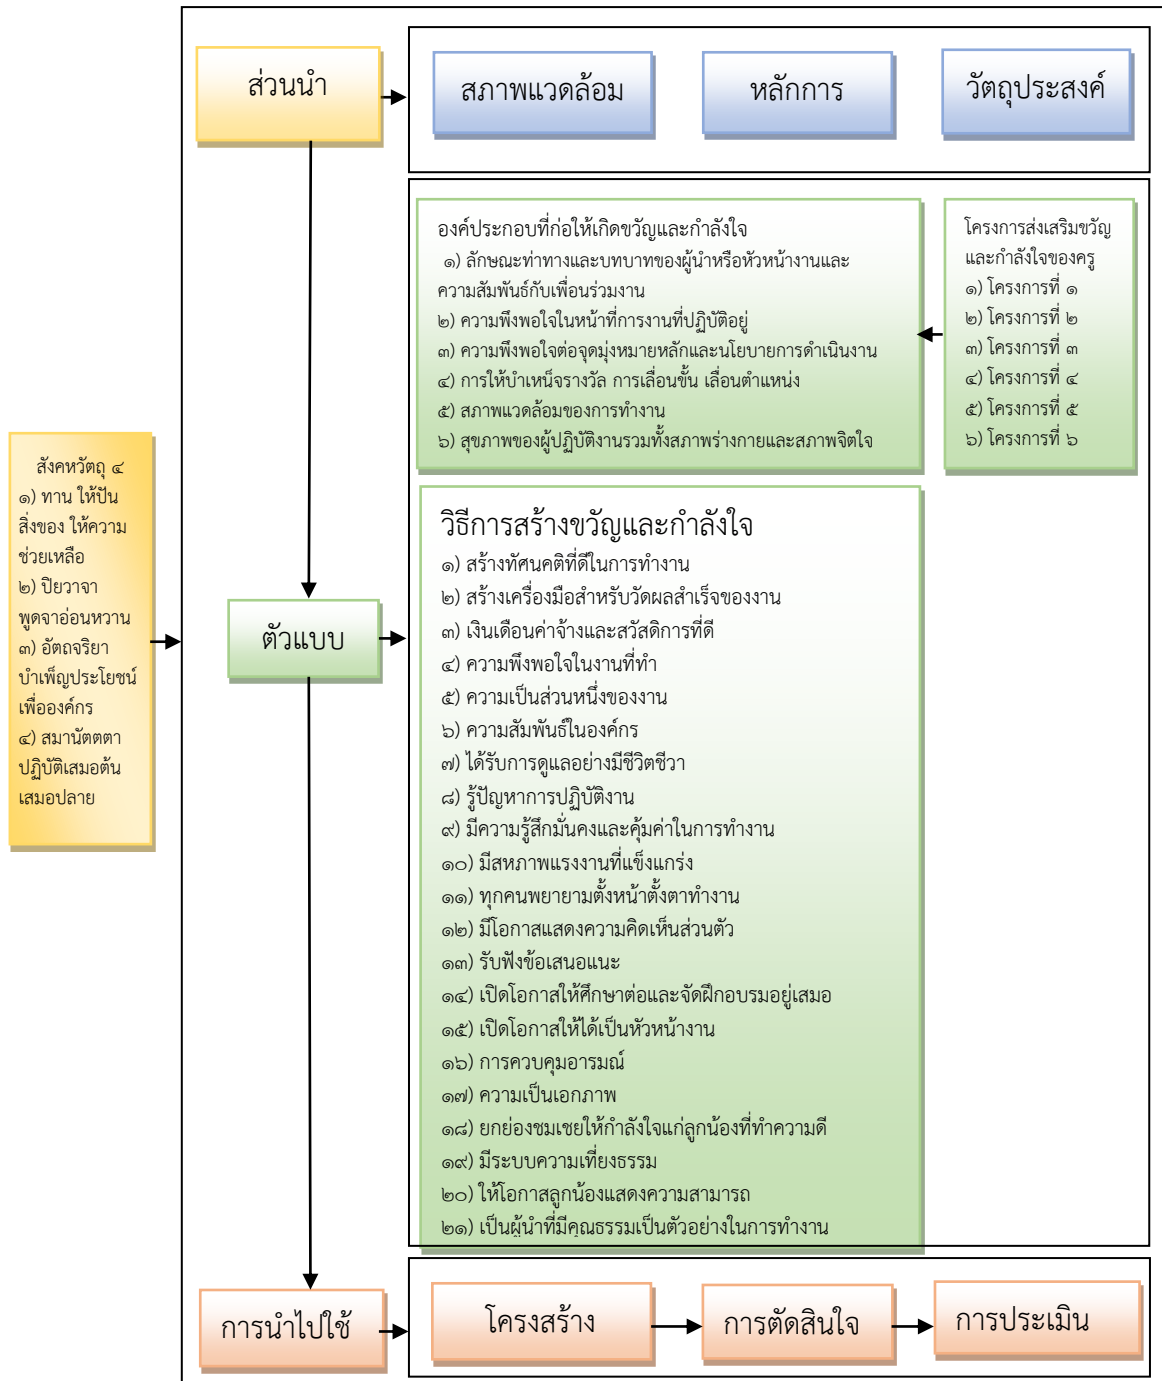 ส่วนนำ
สภาพแวดล้อม
หลักการ
วัตถุประสงค์
องค์ประกอบที่ก่อให้เกิดขวัญและกำลังใจ
๑) ลักษณะท่าทางและบทบาทของผู้นำหรือหัวหน้างานและ
ความสัมพันธ์กับเพื่อนร่วมงาน
๒) ความพึงพอใจในหน้าที่การงานที่ปฏิบัติอยู่
๓) ความพึงพอใจต่อจุดมุ่งหมายหลักและนโยบายการดำเนินงาน
๔) การให้บำเหน็จรางวัล การเลื่อนขั้น เลื่อนตำแหน่ง
๕) สภาพแวดล้อมของการทำงาน
๖) สุขภาพของผู้ปฏิบัติงานรวมทั้งสภาพร่างกายและสภาพจิตใจ
โครงการส่งเสริมขวัญ
และกำลังใจของครู
๑) โครงการที่ ๑
๒) โครงการที่ ๒
๓) โครงการที่ ๓
๔) โครงการที่ ๔
๕) โครงการที่ ๕
๖) โครงการที่ ๖
สังคหวัตถุ ๔
๑) ทาน ให้ปัน
สิ่งของ ให้ความ
ช่วยเหลือ
๒) ปิยวาจา
พูดจาอ่อนหวาน
๓) อัตถจริยา
บำเพ็ญประโยชน์
เพื่อองค์กร
๔) สมานัตตตา
ปฏิบัติเสมอต้น
เสมอปลาย
ตัวแบบ
วิธีการสร้างขวัญและกำลังใจ
๑) สร้างทัศนคติที่ดีในการทำงาน
๒) สร้างเครื่องมือสำหรับวัดผลสำเร็จของงาน
๓) เงินเดือนค่าจ้างและสวัสดิการที่ดี
๔) ความพึงพอใจในงานที่ทำ
๕) ความเป็นส่วนหนึ่งของงาน
๖) ความสัมพันธ์ในองค์กร
๗) ได้รับการดูแลอย่างมีชีวิตชีวา
๘) รู้ปัญหาการปฏิบัติงาน
๙) มีความรู้สึกมั่นคงและคุ้มค่าในการทำงาน
๑๐) มีสหภาพแรงงานที่แข็งแกร่ง
๑๑) ทุกคนพยายามตั้งหน้าตั้งตาทำงาน
๑๒) มีโอกาสแสดงความคิดเห็นส่วนตัว
๑๓) รับฟังข้อเสนอแนะ
๑๔) เปิดโอกาสให้ศึกษาต่อและจัดฝึกอบรมอยู่เสมอ
๑๕) เปิดโอกาสให้ได้เป็นหัวหน้างาน
๑๖) การควบคุมอารมณ์
๑๗) ความเป็นเอกภาพ
๑๘) ยกย่องชมเชยให้กำลังใจแก่ลูกน้องที่ทำความดี
๑๙) มีระบบความเที่ยงธรรม
๒๐) ให้โอกาสลูกน้องแสดงความสามารถ
๒๑) เป็นผู้นำที่มีคุณธรรมเป็นตัวอย่างในการทำงาน
การนำไปใช้
โครงสร้าง
การตัดสินใจ
การประเมิน